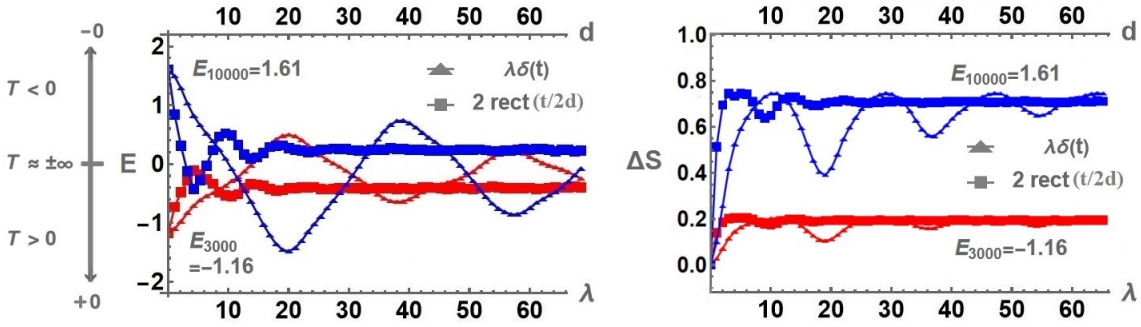 0 10 20 30 40 50 60 d
−0
T < 0
T ≈ ±∞
T > 0
+0
E
2
1
0
−1
−2
E10000=1.61
λδ(t)
2 rect (t/2d)
E3000
=−1.16
10 20 30 40 50 60 λ
0 10 20 30 40 50 60 d
ΔS
1.0
0.8
0.6
0.4
0.2
0.0
E10000=1.61
λδ(t)
2 rect (t/2d)
E3000=−1.16
0 10 20 30 40 50 60 λ